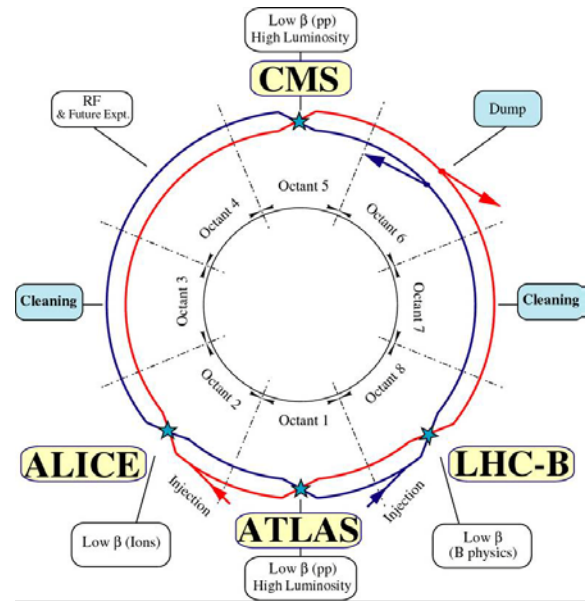 Low β (pp)
High Luminosity
CMS
RF
& Future Expt.
Dump
Octant 5
Octant 4
Octant 6
Octant 3
Octant 7
Cleaning
Cleaning
Octant 2
Octant 8
Octant 1
ALICE
LHC-B
Injection
Injection
ATLAS
Low β (Ions)
Low β
(B physics)
Low β (pp)
High Luminosity